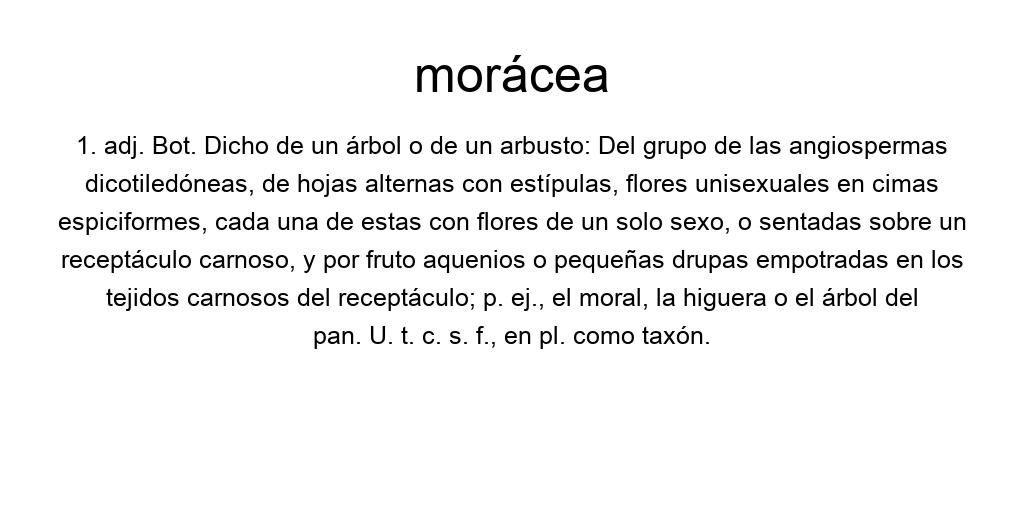 morácea
1. adj. Bot. Dicho de un árbol o de un arbusto: Del grupo de las angiospermas
dicotiledóneas, de hojas alternas con estípulas, flores unisexuales en cimas
espiciformes, cada una de estas con flores de un solo sexo, o sentadas sobre un
receptáculo carnoso, y por fruto aquenios o pequeñas drupas empotradas en los
tejidos carnosos del receptáculo; p. ej., el moral, la higuera o el árbol del
pan. U. t. c. s. f., en pl. como taxón.